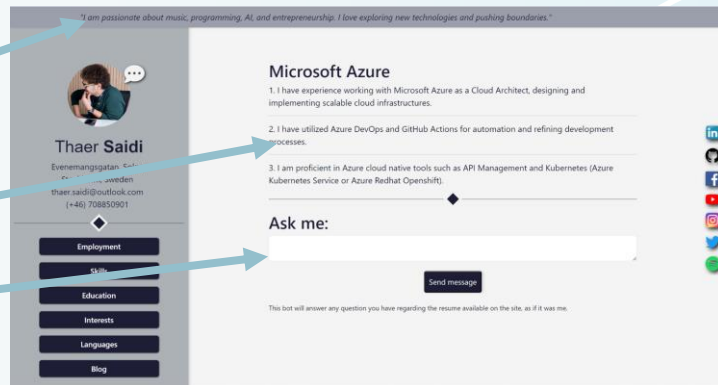 "I am passionate about music, programming, AI, and entrepreneurship. I love exploring new technologies and pushing boundaries."
Thaer Saidi
Evenemangsgatan,
Sweden
thaer.saidi@outlook.com
(+46) 708850901
Employment
Skills
Education
Interests
Languages
Blog
Microsoft Azure
1. I have experience working with Microsoft Azure as a Cloud Architect, designing and
implementing scalable cloud infrastructures.
2. I have utilized Azure DevOps and GitHub Actions for automation and refining development
processes.
3. I am proficient in Azure cloud native tools such as API Management and Kubernetes (Azure
Kubernetes Service or Azure Redhat Openshift).
Ask me:
Send message
This bot will answer any question you have regarding the resume available on the site, as if it was me.
in